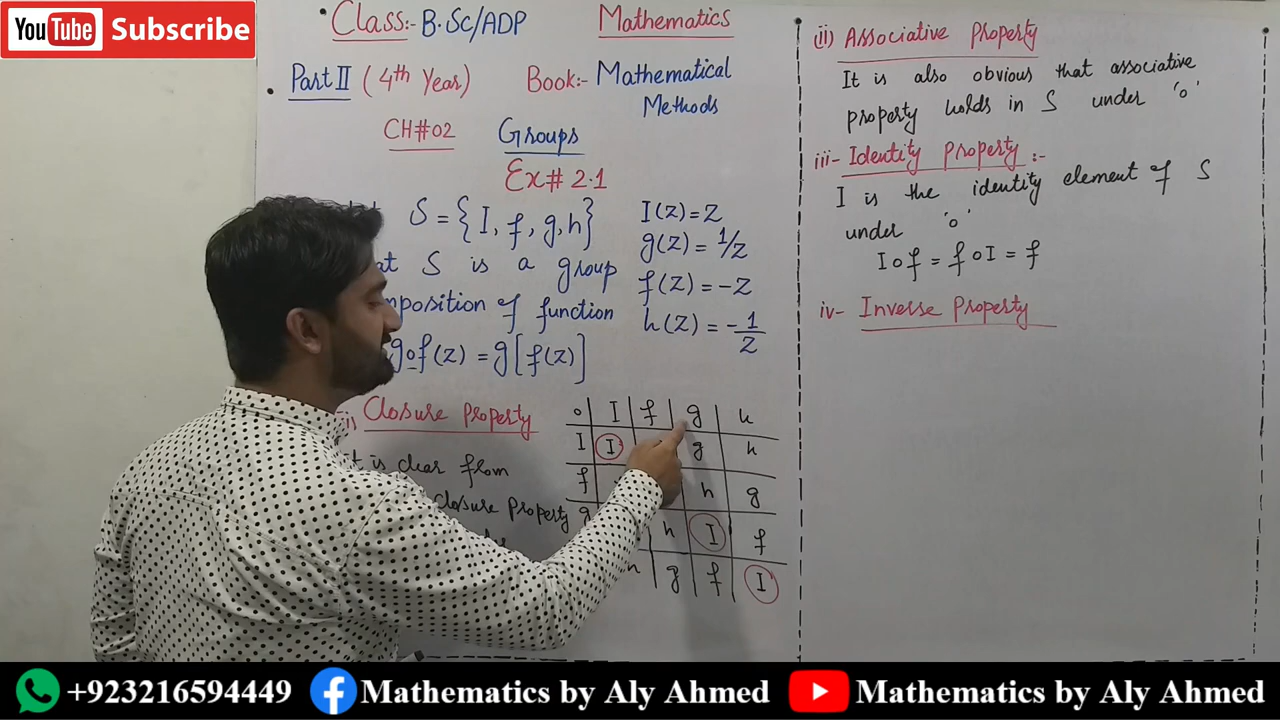 YouTube Subscribe
Class:- B.Sc/ADP Mathematics
Part II (4th Year) Book:- Mathematical
Methods
CH#02 Groups
Ex# 2.1
S = {I, f, g, h} I(z) = z
S is a group g(z) = 1/z
f(z) = -z
of function h(z) = -1/z
gof(z) = g[f(z)]
i) Closure Property
It is clear from
Closure Property
o I f g h
I I g h
f h g
g h I f
h g f I
(ii) Associative Property
It is also obvious that associative
property holds in S under 'o'
iii- Identity Property :-
I is the identity element of S
under 'o'
I o f = f o I = f
iv- Inverse Property
+923216594449 Mathematics by Aly Ahmed Mathematics by Aly Ahmed